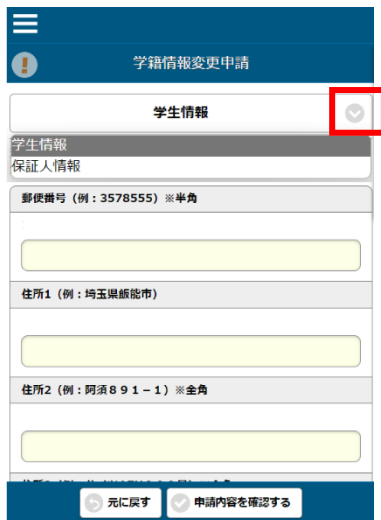 学籍情報変更申請
学生情報
学生情報
保証人情報
郵便番号（例：3578555）※半角
住所1（例：埼玉県飯能市）
住所2（例：阿須８９１－１）※全角
元に戻す
申請内容を確認する